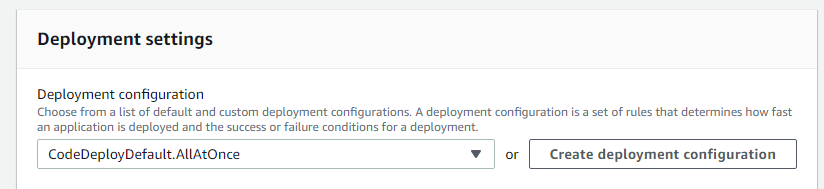 Deployment settings
Deployment configuration
Choose from a list of default and custom deployment configurations. A deployment configuration is a set of rules that determines how fast
an application is deployed and the success or failure conditions for a deployment.
CodeDeployDefault.AllAtOnce or Create deployment configuration